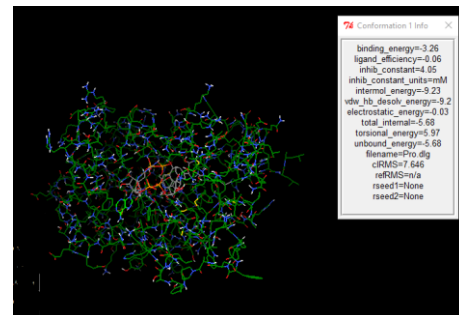 Conformation 1 Info
binding_energy=-3.26
ligand_efficiency=-0.06
inhib_constant=4.05
inhib_constant_units=mM
intermol_energy=-9.23
vdw_hb_desolv_energy=-9.2
electrostatic_energy=-0.03
total_internal=-5.68
torsional_energy=5.97
unbound_energy=-5.68
filename=Pro.dlg
clRMS=7.646
refRMS=n/a
rseed1=None
rseed2=None